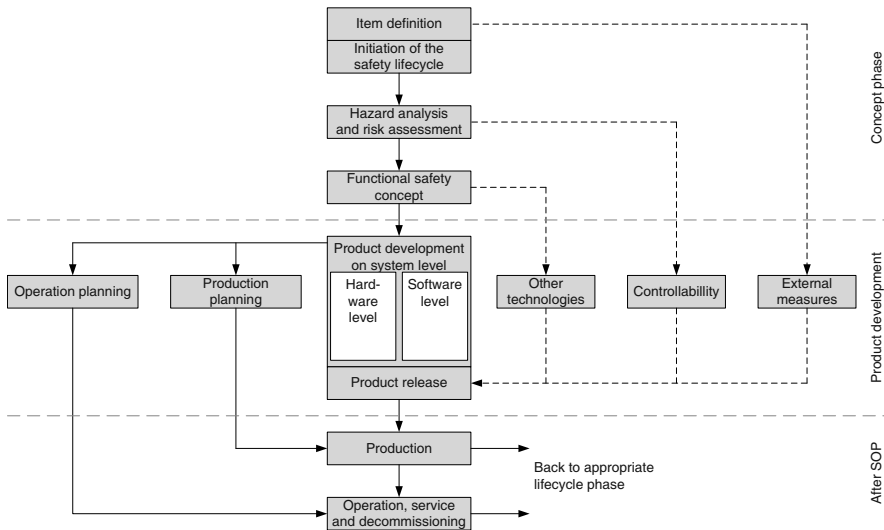 Item definition
Initiation of the
safety lifecycle
Hazard analysis
and risk assessment
Functional safety
concept
Concept phase
Product development
on system level
Hard-
ware
level
Software
level
Operation planning
Production
planning
Other
technologies
Controllabillity
External
measures
Product release
Product development
Production
Back to appropriate
lifecycle phase
Operation, service
and decommissioning
After SOP